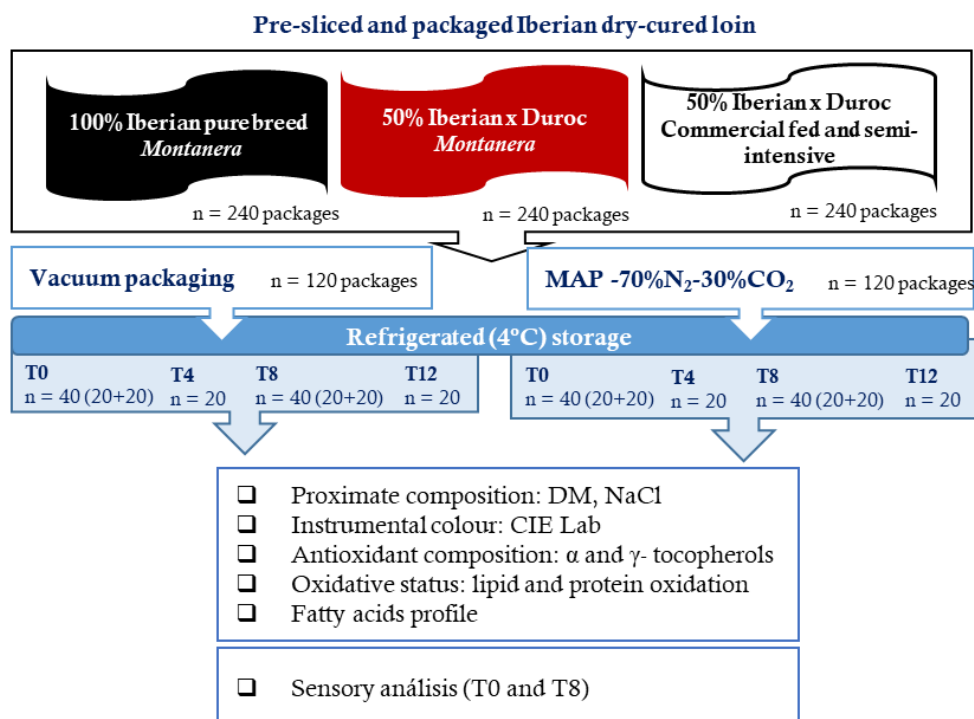 Pre-sliced and packaged Iberian dry-cured loin
100% Iberian pure breed
Montanera
n = 240 packages
50% Iberian x Duroc
Montanera
n = 240 packages
50% Iberian x Duroc
Commercial fed and semi-
intensive
n = 240 packages
Vacuum packaging n = 120 packages
MAP -70%N₂-30%CO₂ n = 120 packages
Refrigerated (4ºC) storage
T0 T4 T8 T12
n = 40 (20+20) n = 20 n = 40 (20+20) n = 20
T0 T4 T8 T12
n = 40 (20+20) n = 20 n = 40 (20+20) n = 20
❑ Proximate composition: DM, NaCl
❑ Instrumental colour: CIE Lab
❑ Antioxidant composition: α and γ- tocopherols
❑ Oxidative status: lipid and protein oxidation
❑ Fatty acids profile
❑ Sensory análisis (T0 and T8)